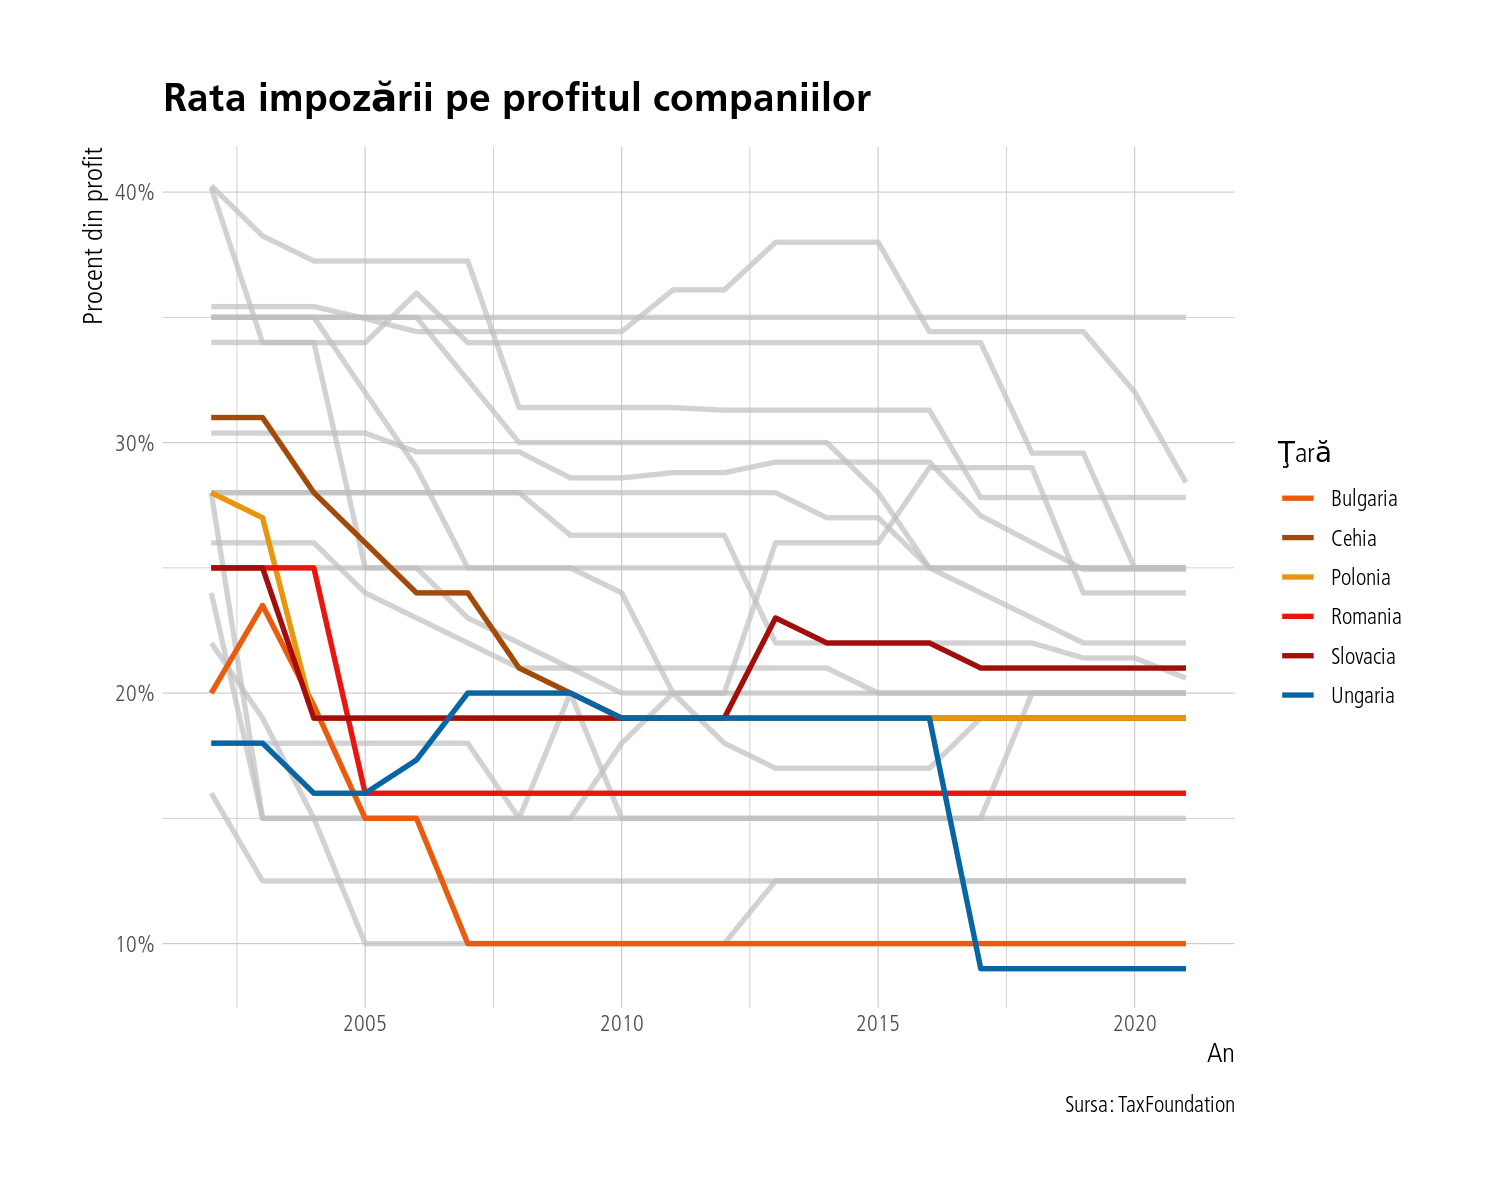 Rata impozării pe profitul companiilor
Procent din profit
40%
30%
20%
10%
2005
2010
2015
2020
An
Ţară
Bulgaria
Cehia
Polonia
Romania
Slovacia
Ungaria
Sursa: TaxFoundation